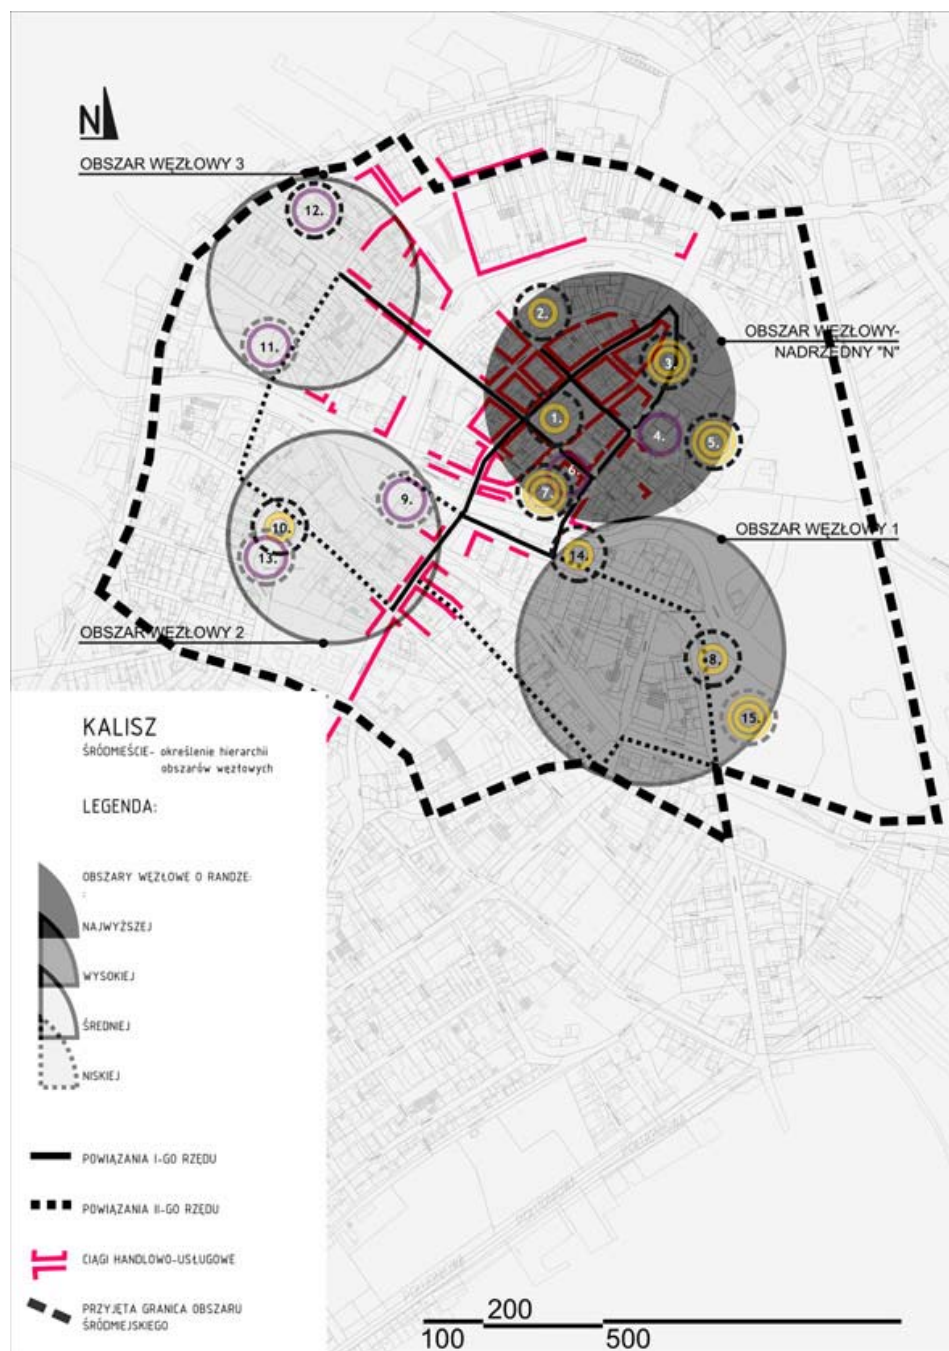 N
OBSZAR WĘZŁOWY 3
12.
2.
11.
3.
OBSZAR WĘZŁOWY-
NADRZĘDNY "N"
1.
4.
5.
6.
7.
9.
10.
13.
14.
OBSZAR WĘZŁOWY 1
OBSZAR WĘZŁOWY 2
8.
15.
KALISZ
ŚRÓDMIEŚCIE- określenie hierarchii
obszarów węzłowych
LEGENDA:
OBSZARY WĘZŁOWE O RANDZE:
:
NAJWYŻSZEJ
WYSOKIEJ
ŚREDNIEJ
NISKIEJ
POWIĄZANIA I-GO RZĘDU
POWIĄZANIA II-GO RZĘDU
CIĄGI HANDLOWO-USŁUGOWE
PRZYJĘTA GRANICA OBSZARU
ŚRÓDMIEJSKIEGO
200
100 500